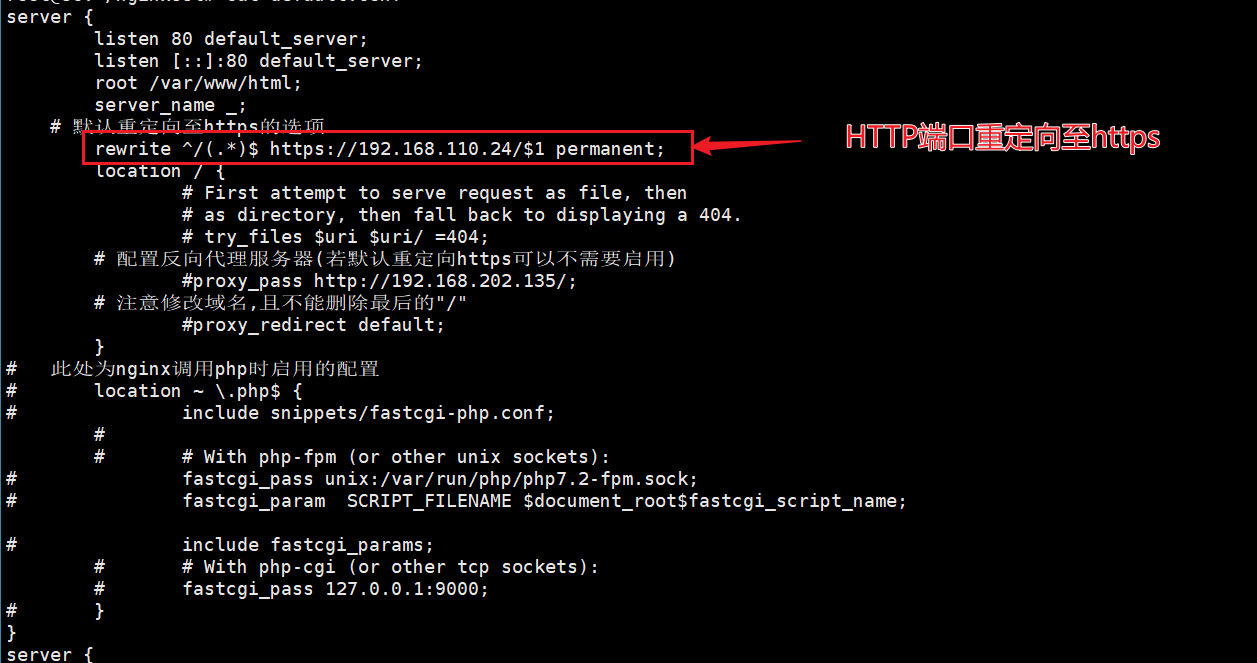 server {
        listen 80 default_server;
        listen [::]:80 default_server;
        root /var/www/html;
        server_name _;
    # 默认重定向至https的选项
        rewrite ^/(.*)$ https://192.168.110.24/$1 permanent;
HTTP端口重定向至https
        location / {
                # First attempt to serve request as file, then
                # as directory, then fall back to displaying a 404.
                # try_files $uri $uri/ =404;
        # 配置反向代理服务器(若默认重定向https可以不需要启用)
                #proxy_pass http://192.168.202.135/;
        # 注意修改域名,且不能删除最后的"/"
                #proxy_redirect default;
        }
#   此处为nginx调用php时启用的配置
#       location ~ \.php$ {
#               include snippets/fastcgi-php.conf;
        #
        #       # With php-fpm (or other unix sockets):
#               fastcgi_pass unix:/var/run/php/php7.2-fpm.sock;
#               fastcgi_param  SCRIPT_FILENAME $document_root$fastcgi_script_name;
#               include fastcgi_params;
        #       # With php-cgi (or other tcp sockets):
        #       fastcgi_pass 127.0.0.1:9000;
#       }
}
server {